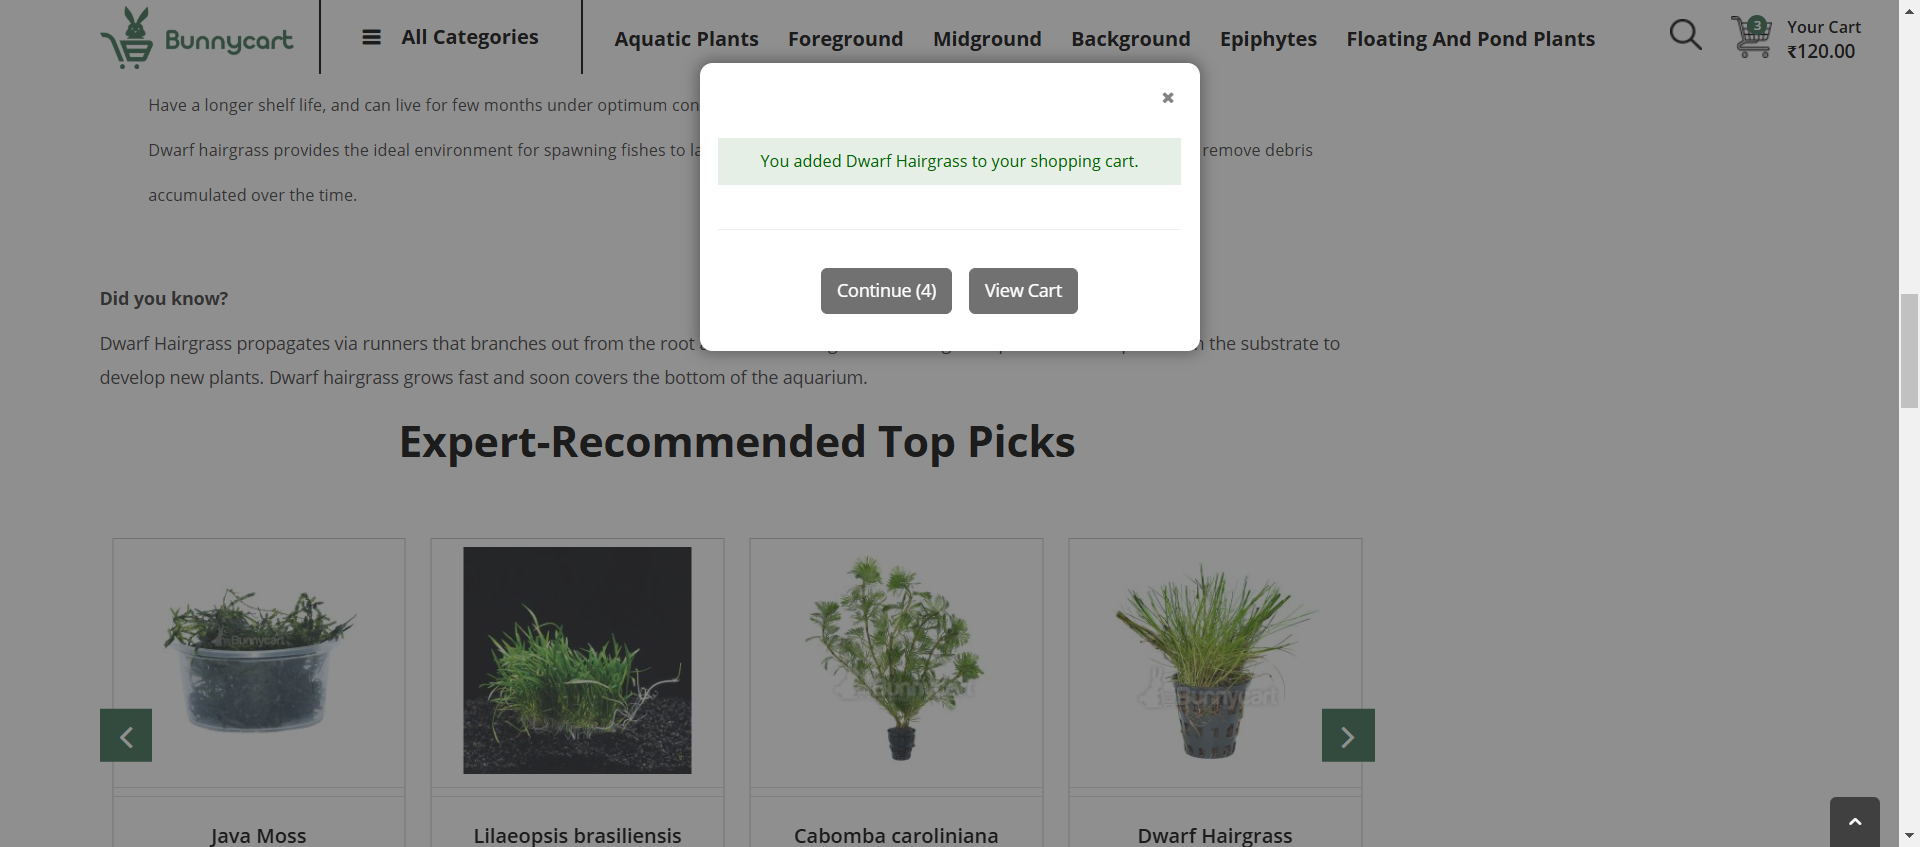 Bunnycart
All Categories
Aquatic Plants
Foreground
Midground
Background
Epiphytes
Floating And Pond Plants
3
Your Cart
₹120.00
Have a longer shelf life, and can live for few months under optimum con
Dwarf hairgrass provides the ideal environment for spawning fishes to la
remove debris
accumulated over the time.
You added Dwarf Hairgrass to your shopping cart.
Continue (4)
View Cart
Did you know?
Dwarf Hairgrass propagates via runners that branches out from the root
the substrate to
develop new plants. Dwarf hairgrass grows fast and soon covers the bottom of the aquarium.
Expert-Recommended Top Picks
Bunnycart
Bunnycart
Bunnycart
Java Moss
Lilaeopsis brasiliensis
Cabomba caroliniana
Dwarf Hairgrass